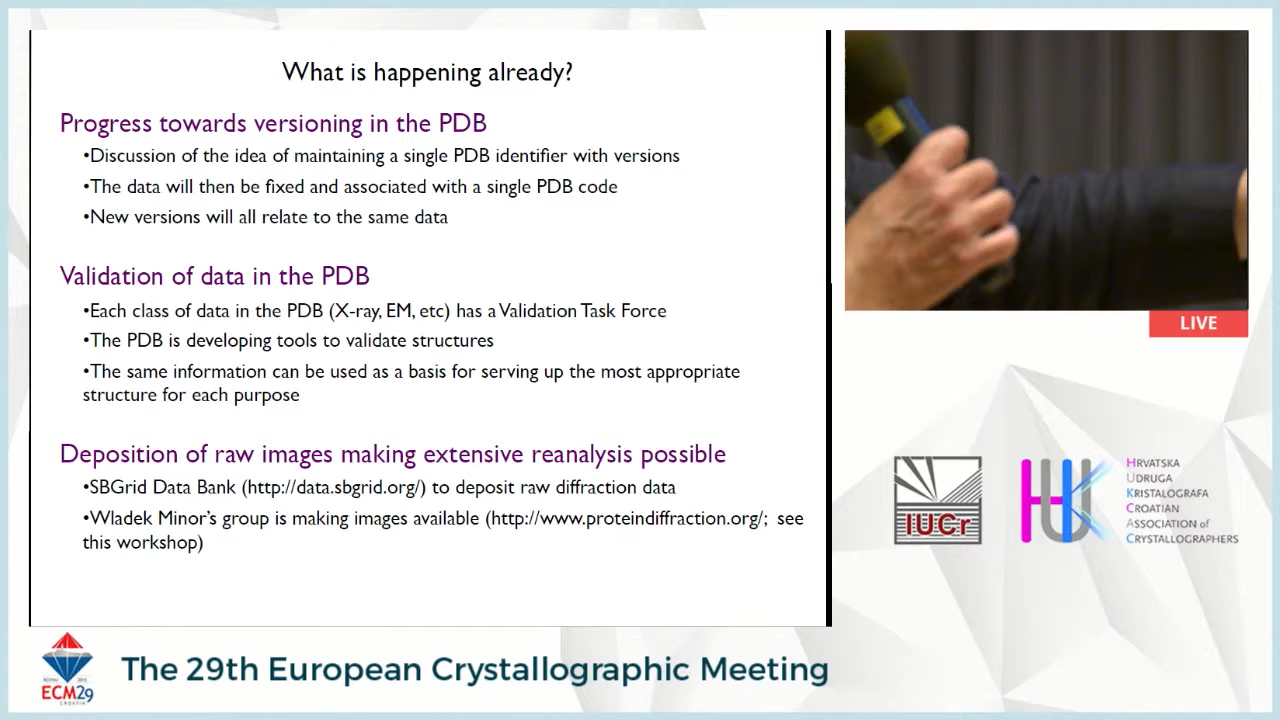 What is happening already?
Progress towards versioning in the PDB
•Discussion of the idea of maintaining a single PDB identifier with versions
•The data will then be fixed and associated with a single PDB code
•New versions will all relate to the same data
Validation of data in the PDB
•Each class of data in the PDB (X-ray, EM, etc) has a Validation Task Force
•The PDB is developing tools to validate structures
•The same information can be used as a basis for serving up the most appropriate
structure for each purpose
Deposition of raw images making extensive reanalysis possible
•SBGrid Data Bank (http://data.sbgrid.org/) to deposit raw diffraction data
•Wladek Minor's group is making images available (http://www.proteindiffraction.org/; see
this workshop)
LIVE
IUCr
HUK
HRVATSKA
UDRUGA
KRISTALOGRAFA
CROATIAN
ASSOCIATION of
CRYSTALLOGRAPHERS
ECM29
CROATIA
The 29th European Crystallographic Meeting